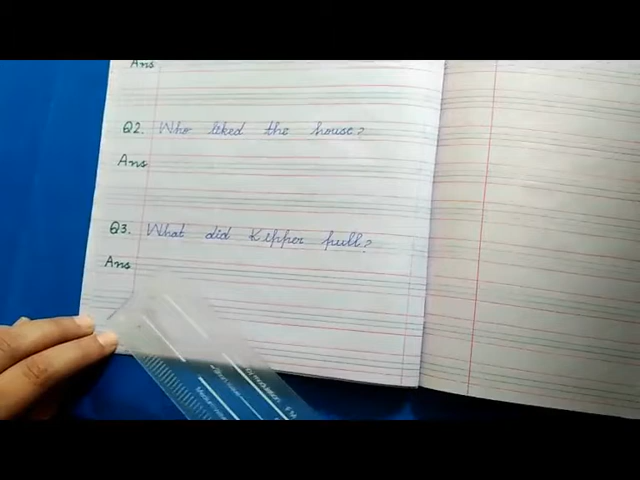 Ans
Q2. Who liked the house?
Ans
Q3. What did Kipper pull?
Ans